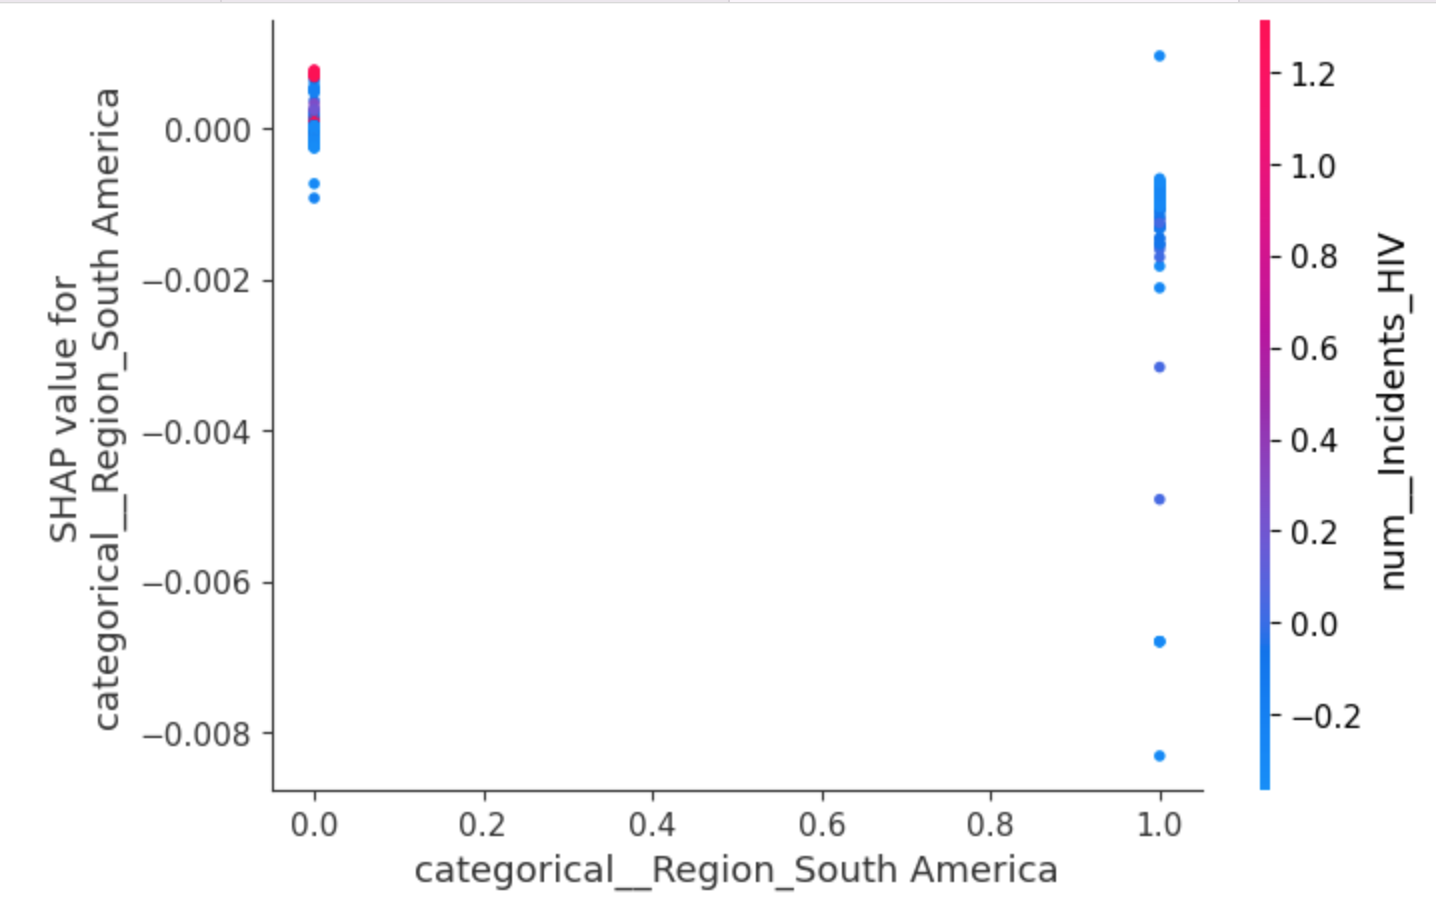 SHAP value for
categorical__Region_South America
0.000
−0.002
−0.004
−0.006
−0.008
0.0 0.2 0.4 0.6 0.8 1.0
categorical__Region_South America
1.2
1.0
0.8
0.6
0.4
0.2
0.0
−0.2
num__Incidents_HIV